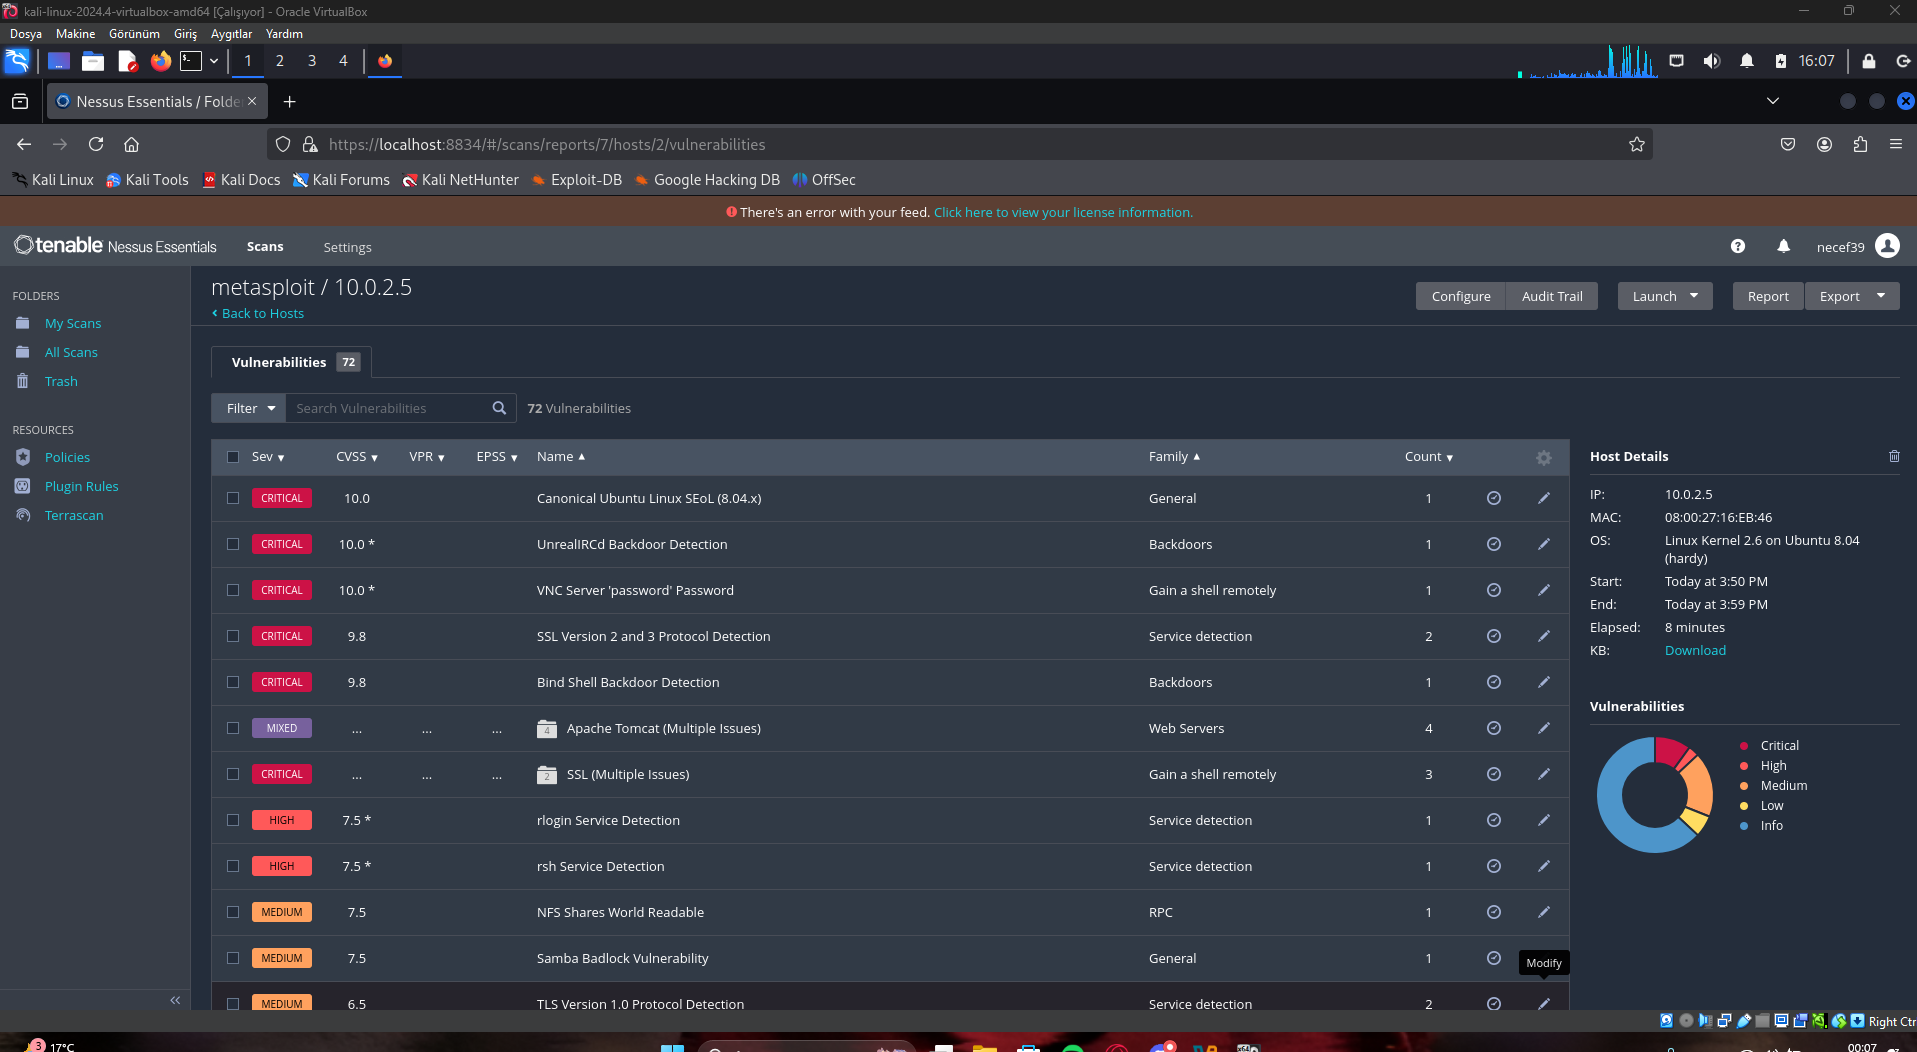 kali-linux-2024.4-virtualbox-amd64 [Çalışıyor] - Oracle VirtualBox
Dosya Makine Görünüm Giriş Aygıtlar Yardım
1 2 3 4 16:07
Nessus Essentials / Folde
https://localhost:8834/#/scans/reports/7/hosts/2/vulnerabilities
Kali Linux Kali Tools Kali Docs Kali Forums Kali NetHunter Exploit-DB Google Hacking DB OffSec
There's an error with your feed. Click here to view your license information.
tenable Nessus Essentials Scans Settings necef39
FOLDERS
My Scans
All Scans
Trash
RESOURCES
Policies
Plugin Rules
Terrascan
metasploit / 10.0.2.5
Back to Hosts
Configure Audit Trail Launch Report Export
Vulnerabilities 72
Filter Search Vulnerabilities 72 Vulnerabilities
Sev CVSS VPR EPSS Name Family Count
CRITICAL 10.0 Canonical Ubuntu Linux SEoL (8.04.x) General 1
CRITICAL 10.0 * UnrealIRCd Backdoor Detection Backdoors 1
CRITICAL 10.0 * VNC Server 'password' Password Gain a shell remotely 1
CRITICAL 9.8 SSL Version 2 and 3 Protocol Detection Service detection 2
CRITICAL 9.8 Bind Shell Backdoor Detection Backdoors 1
MIXED ... ... ... 4 Apache Tomcat (Multiple Issues) Web Servers 4
CRITICAL ... ... ... 2 SSL (Multiple Issues) Gain a shell remotely 3
HIGH 7.5 * rlogin Service Detection Service detection 1
HIGH 7.5 * rsh Service Detection Service detection 1
MEDIUM 7.5 NFS Shares World Readable RPC 1
MEDIUM 7.5 Samba Badlock Vulnerability General 1
Modify
MEDIUM 6.5 TLS Version 1.0 Protocol Detection Service detection 2
Host Details
IP: 10.0.2.5
MAC: 08:00:27:16:EB:46
OS: Linux Kernel 2.6 on Ubuntu 8.04
(hardy)
Start: Today at 3:50 PM
End: Today at 3:59 PM
Elapsed: 8 minutes
KB: Download
Vulnerabilities
Critical
High
Medium
Low
Info
Right Ctr
3 17°C
00:07